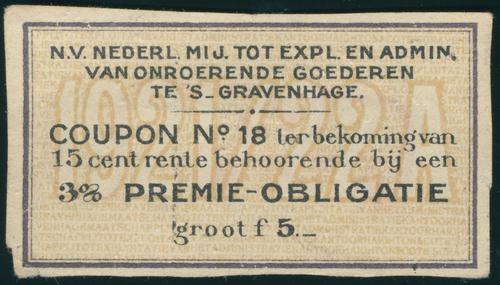 N.V. NEDERL. MIJ. TOT EXPL. EN ADMIN.
VAN ONROERENDE GOEDEREN
TE 'S-GRAVENHAGE.
COUPON No 18 ter bekoming van
15 cent rente behoorende bij een
3% PREMIE-OBLIGATIE
groot f 5.-